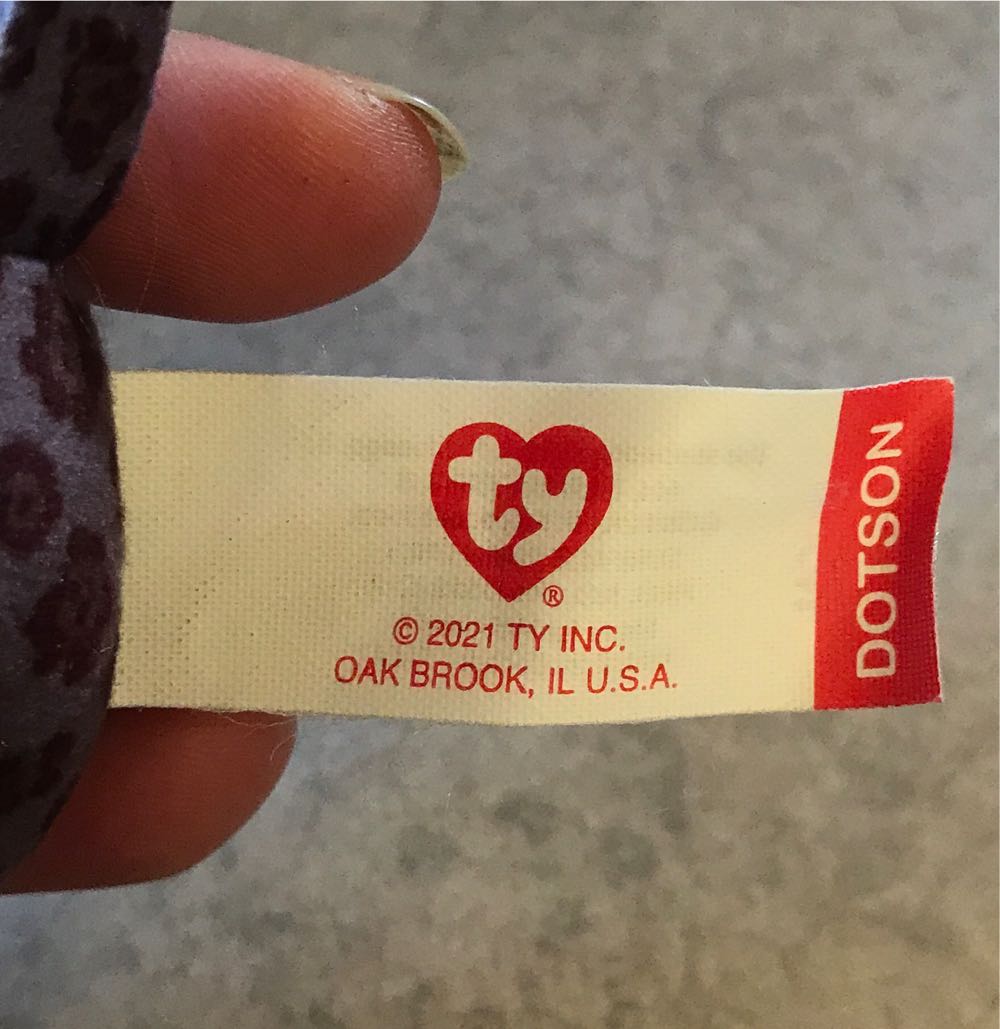 ty
®
© 2021 TY INC.
OAK BROOK, IL U.S.A.
DOTSON